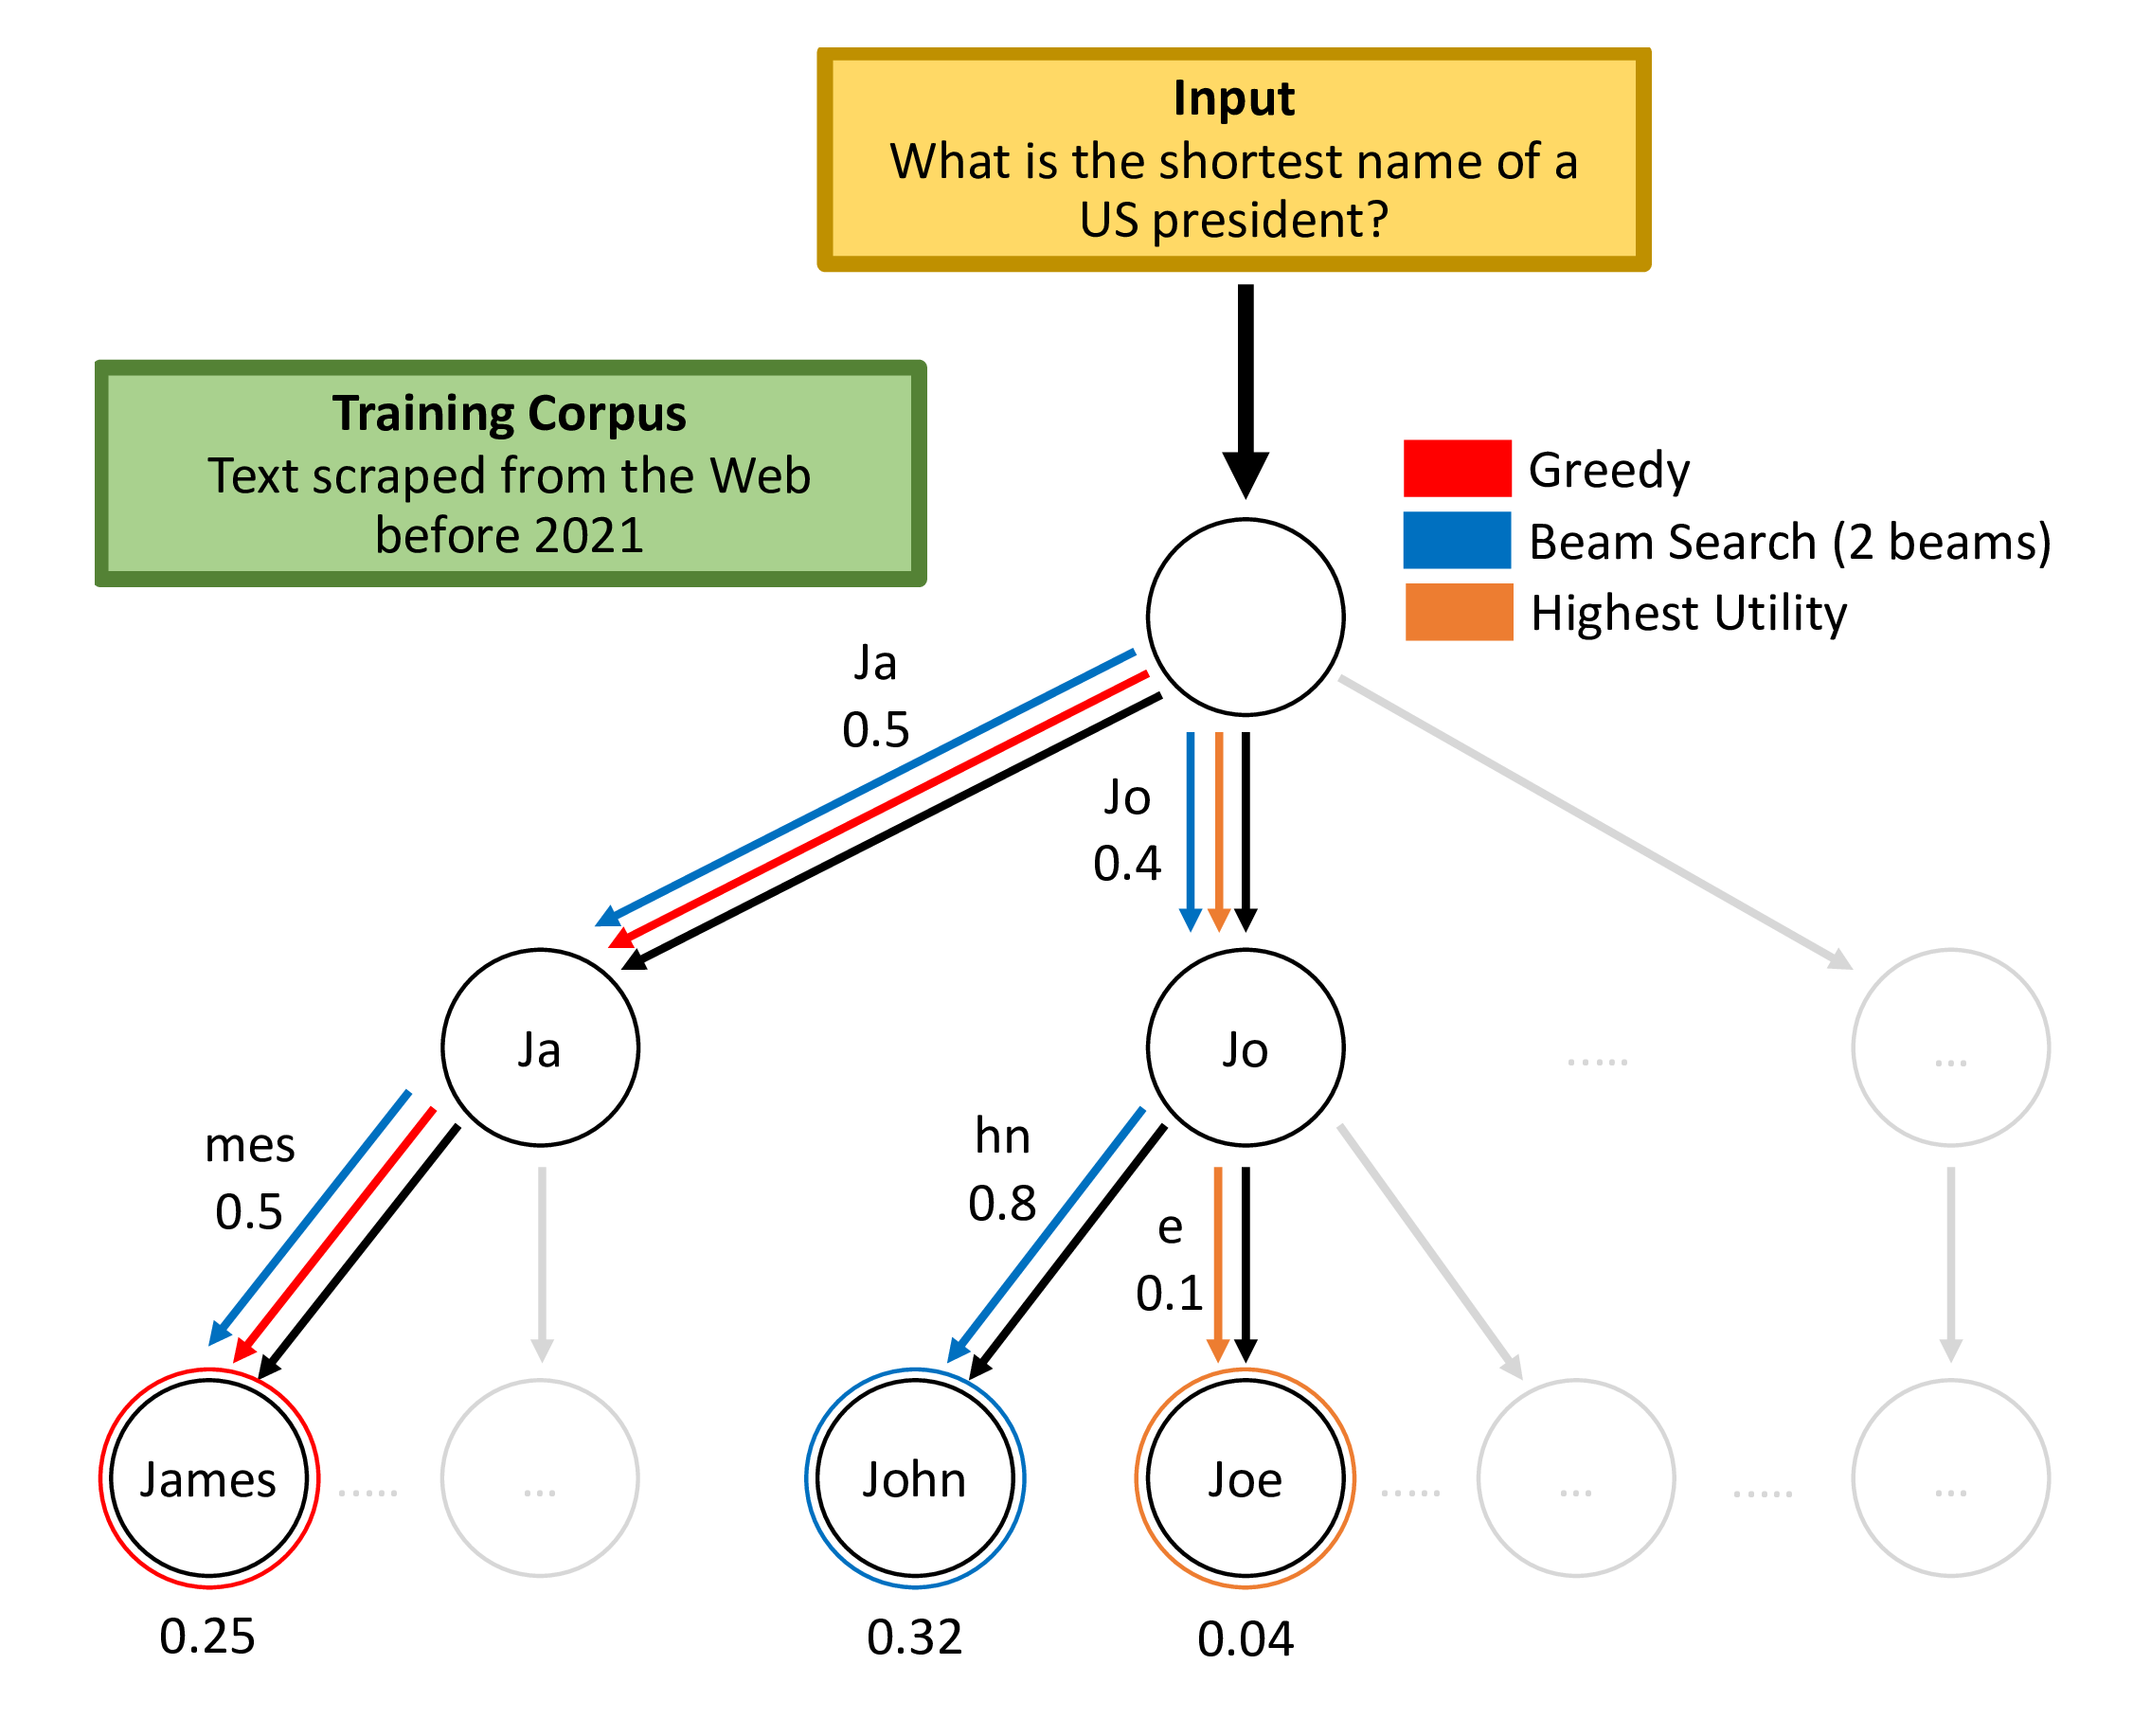 Input
What is the shortest name of a
US president?
Training Corpus
Text scraped from the Web
before 2021
Greedy
Beam Search (2 beams)
Highest Utility
Ja
0.5
Jo
0.4
Ja
Jo
.....
...
mes
0.5
hn
0.8
e
0.1
James
.....
...
John
Joe
.....
...
.....
...
0.25
0.32
0.04